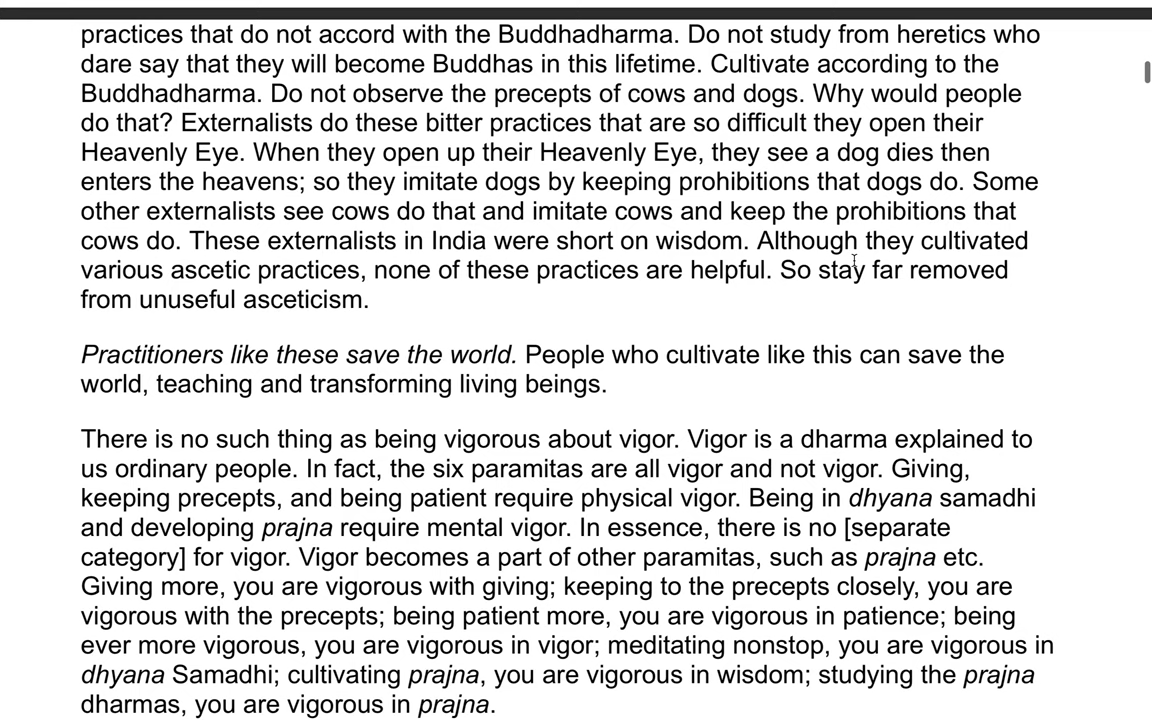 practices that do not accord with the Buddhadharma. Do not study from heretics who
dare say that they will become Buddhas in this lifetime. Cultivate according to the
Buddhadharma. Do not observe the precepts of cows and dogs. Why would people
do that? Externalists do these bitter practices that are so difficult they open their
Heavenly Eye. When they open up their Heavenly Eye, they see a dog dies then
enters the heavens; so they imitate dogs by keeping prohibitions that dogs do. Some
other externalists see cows do that and imitate cows and keep the prohibitions that
cows do. These externalists in India were short on wisdom. Although they cultivated
various ascetic practices, none of these practices are helpful. So stay far removed
from unuseful asceticism.
Practitioners like these save the world. People who cultivate like this can save the
world, teaching and transforming living beings.
There is no such thing as being vigorous about vigor. Vigor is a dharma explained to
us ordinary people. In fact, the six paramitas are all vigor and not vigor. Giving,
keeping precepts, and being patient require physical vigor. Being in dhyana samadhi
and developing prajna require mental vigor. In essence, there is no [separate
category] for vigor. Vigor becomes a part of other paramitas, such as prajna etc.
Giving more, you are vigorous with giving; keeping to the precepts closely, you are
vigorous with the precepts; being patient more, you are vigorous in patience; being
ever more vigorous, you are vigorous in vigor; meditating nonstop, you are vigorous in
dhyana Samadhi; cultivating prajna, you are vigorous in wisdom; studying the prajna
dharmas, you are vigorous in prajna.